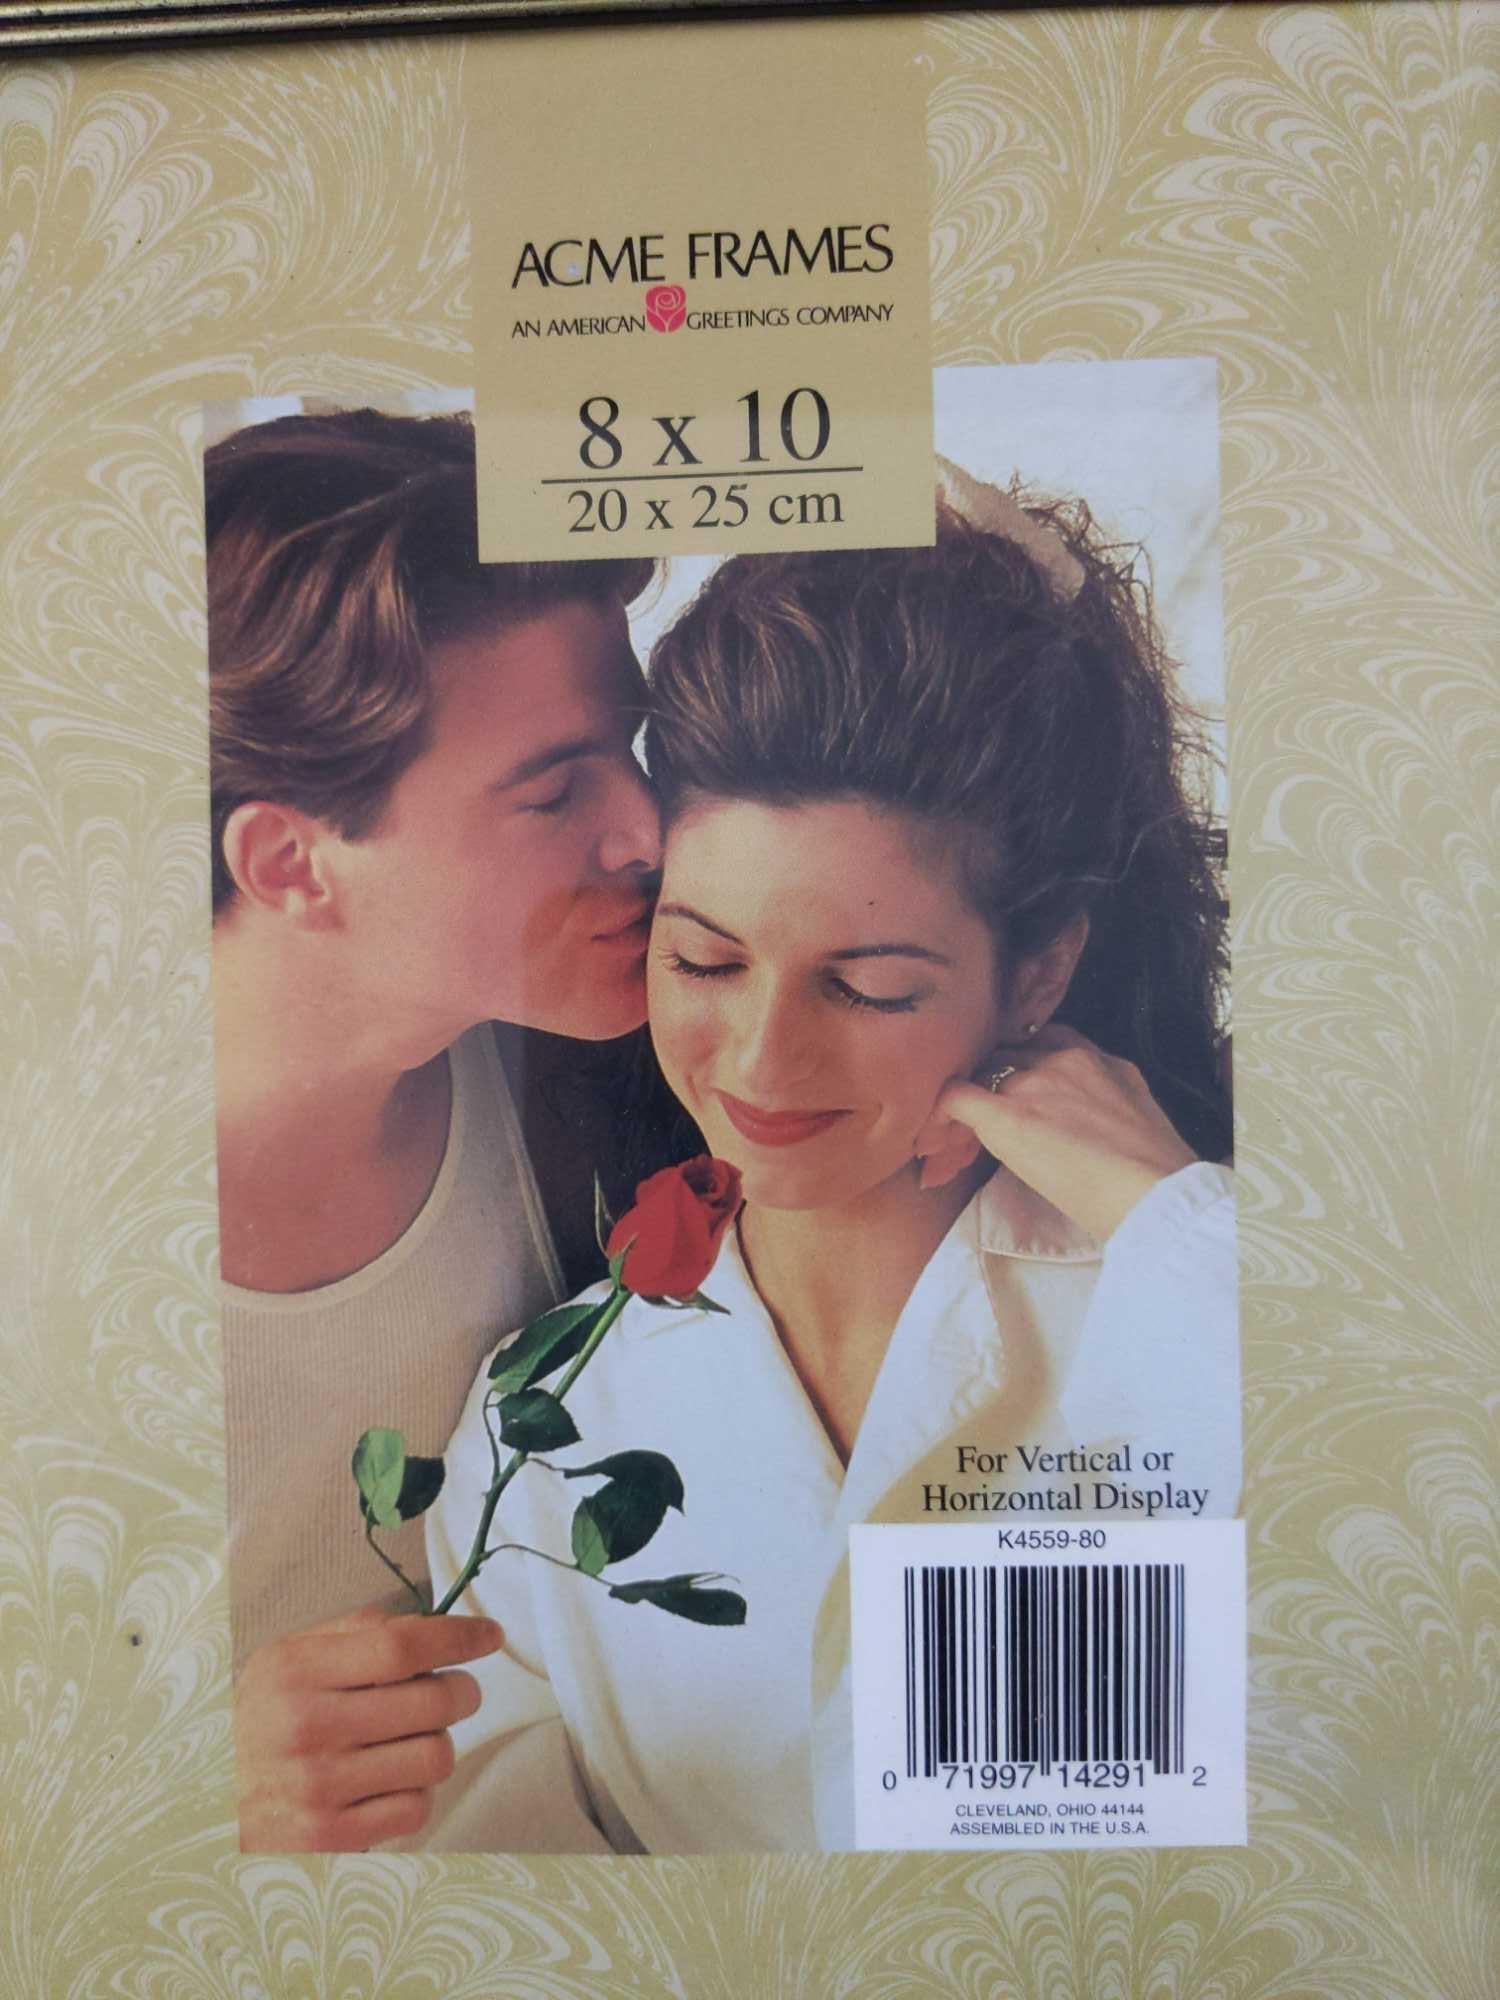 ACME FRAMES
AN AMERICAN GREETINGS COMPANY
8 x 10
20 x 25 cm
For Vertical or
Horizontal Display
K4559-80
0 71997 14291 2
CLEVELAND, OHIO 44144
ASSEMBLED IN THE U.S.A.